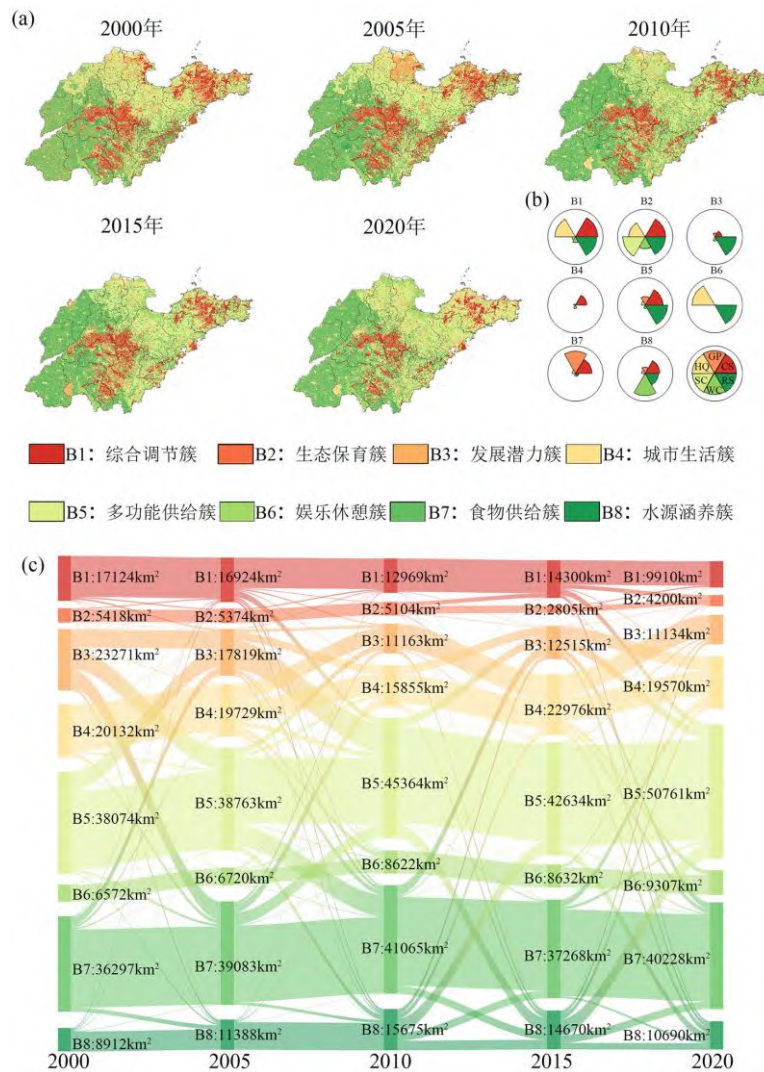 (a)
2000年 2005年 2010年
2015年 2020年
(b)
B1 B2 B3
B4 B5 B6
B7 B8
GP
HQ CS
SC RS
WC
B1：综合调节簇 B2：生态保育簇 B3：发展潜力簇 B4：城市生活簇
B5：多功能供给簇 B6：娱乐休憩簇 B7：食物供给簇 B8：水源涵养簇
(c)
B1:17124km² B1:16924km² B1:12969km² B1:14300km² B1:9910km²
B2:5418km² B2:5374km² B2:5104km² B2:2805km² B2:4200km²
B3:23271km² B3:17819km² B3:11163km² B3:12515km² B3:11134km²
B4:20132km² B4:19729km² B4:15855km² B4:22976km² B4:19570km²
B5:38074km² B5:38763km² B5:45364km² B5:42634km² B5:50761km²
B6:6572km² B6:6720km² B6:8622km² B6:8632km² B6:9307km²
B7:36297km² B7:39083km² B7:41065km² B7:37268km² B7:40228km²
B8:8912km² B8:11388km² B8:15675km² B8:14670km² B8:10690km²
2000 2005 2010 2015 2020